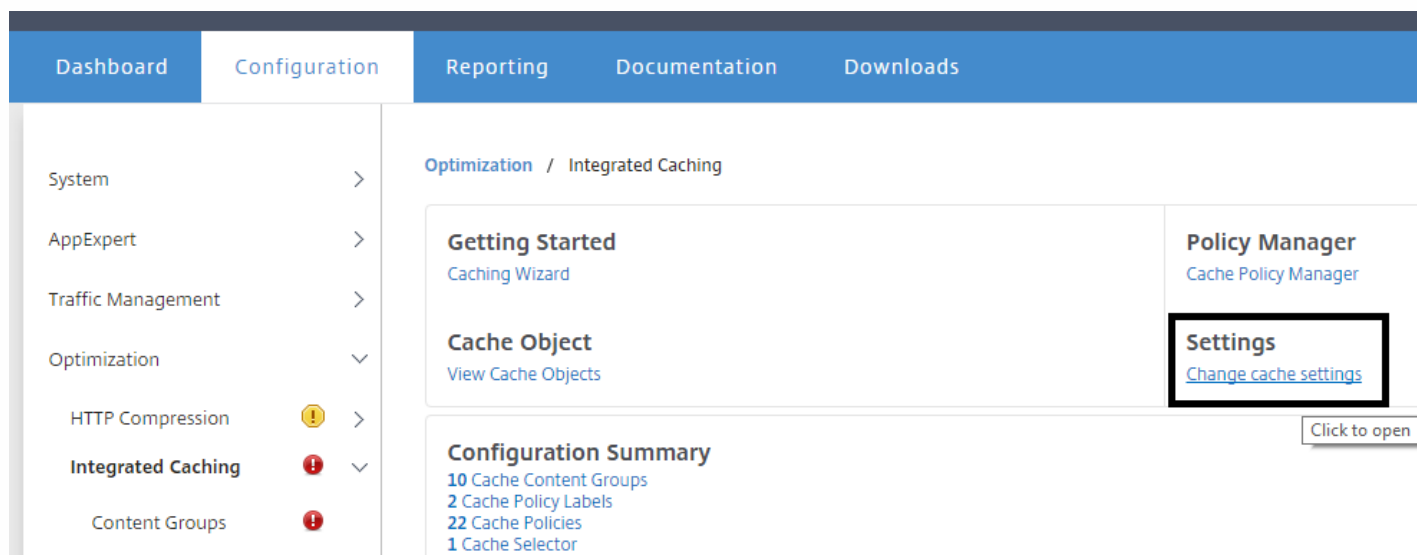 Dashboard Configuration Reporting Documentation Downloads
Optimization / Integrated Caching
System
AppExpert
Traffic Management
Optimization
HTTP Compression
Integrated Caching
Content Groups
Getting Started
Caching Wizard
Policy Manager
Cache Policy Manager
Cache Object
View Cache Objects
Settings
Change cache settings
Click to open
Configuration Summary
10 Cache Content Groups
2 Cache Policy Labels
22 Cache Policies
1 Cache Selector